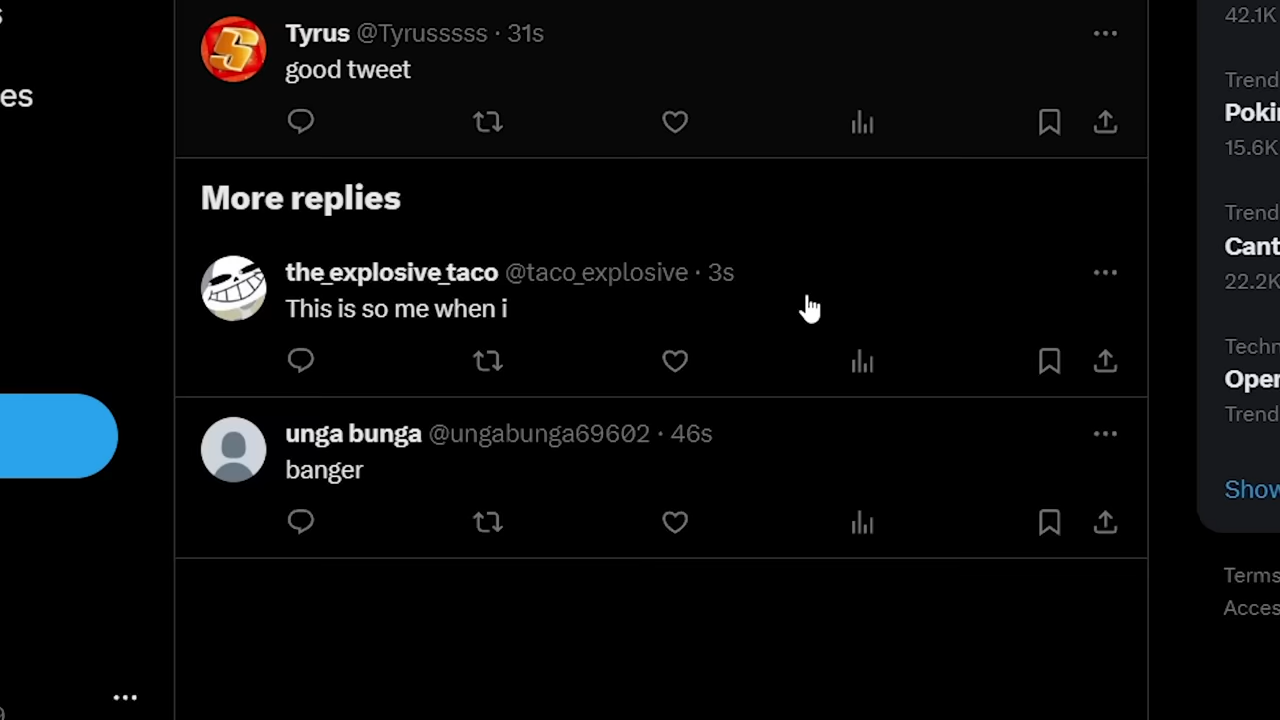 Tyrus @Tyrusssss · 31s
good tweet
More replies
the_explosive_taco @taco_explosive · 3s
This is so me when i
unga bunga @ungabunga69602 · 46s
banger
es
42.1K
Trend
Poki
15.6K
Trend
Cant
22.2K
Techn
Open
Trend
Show
Terms
Acces